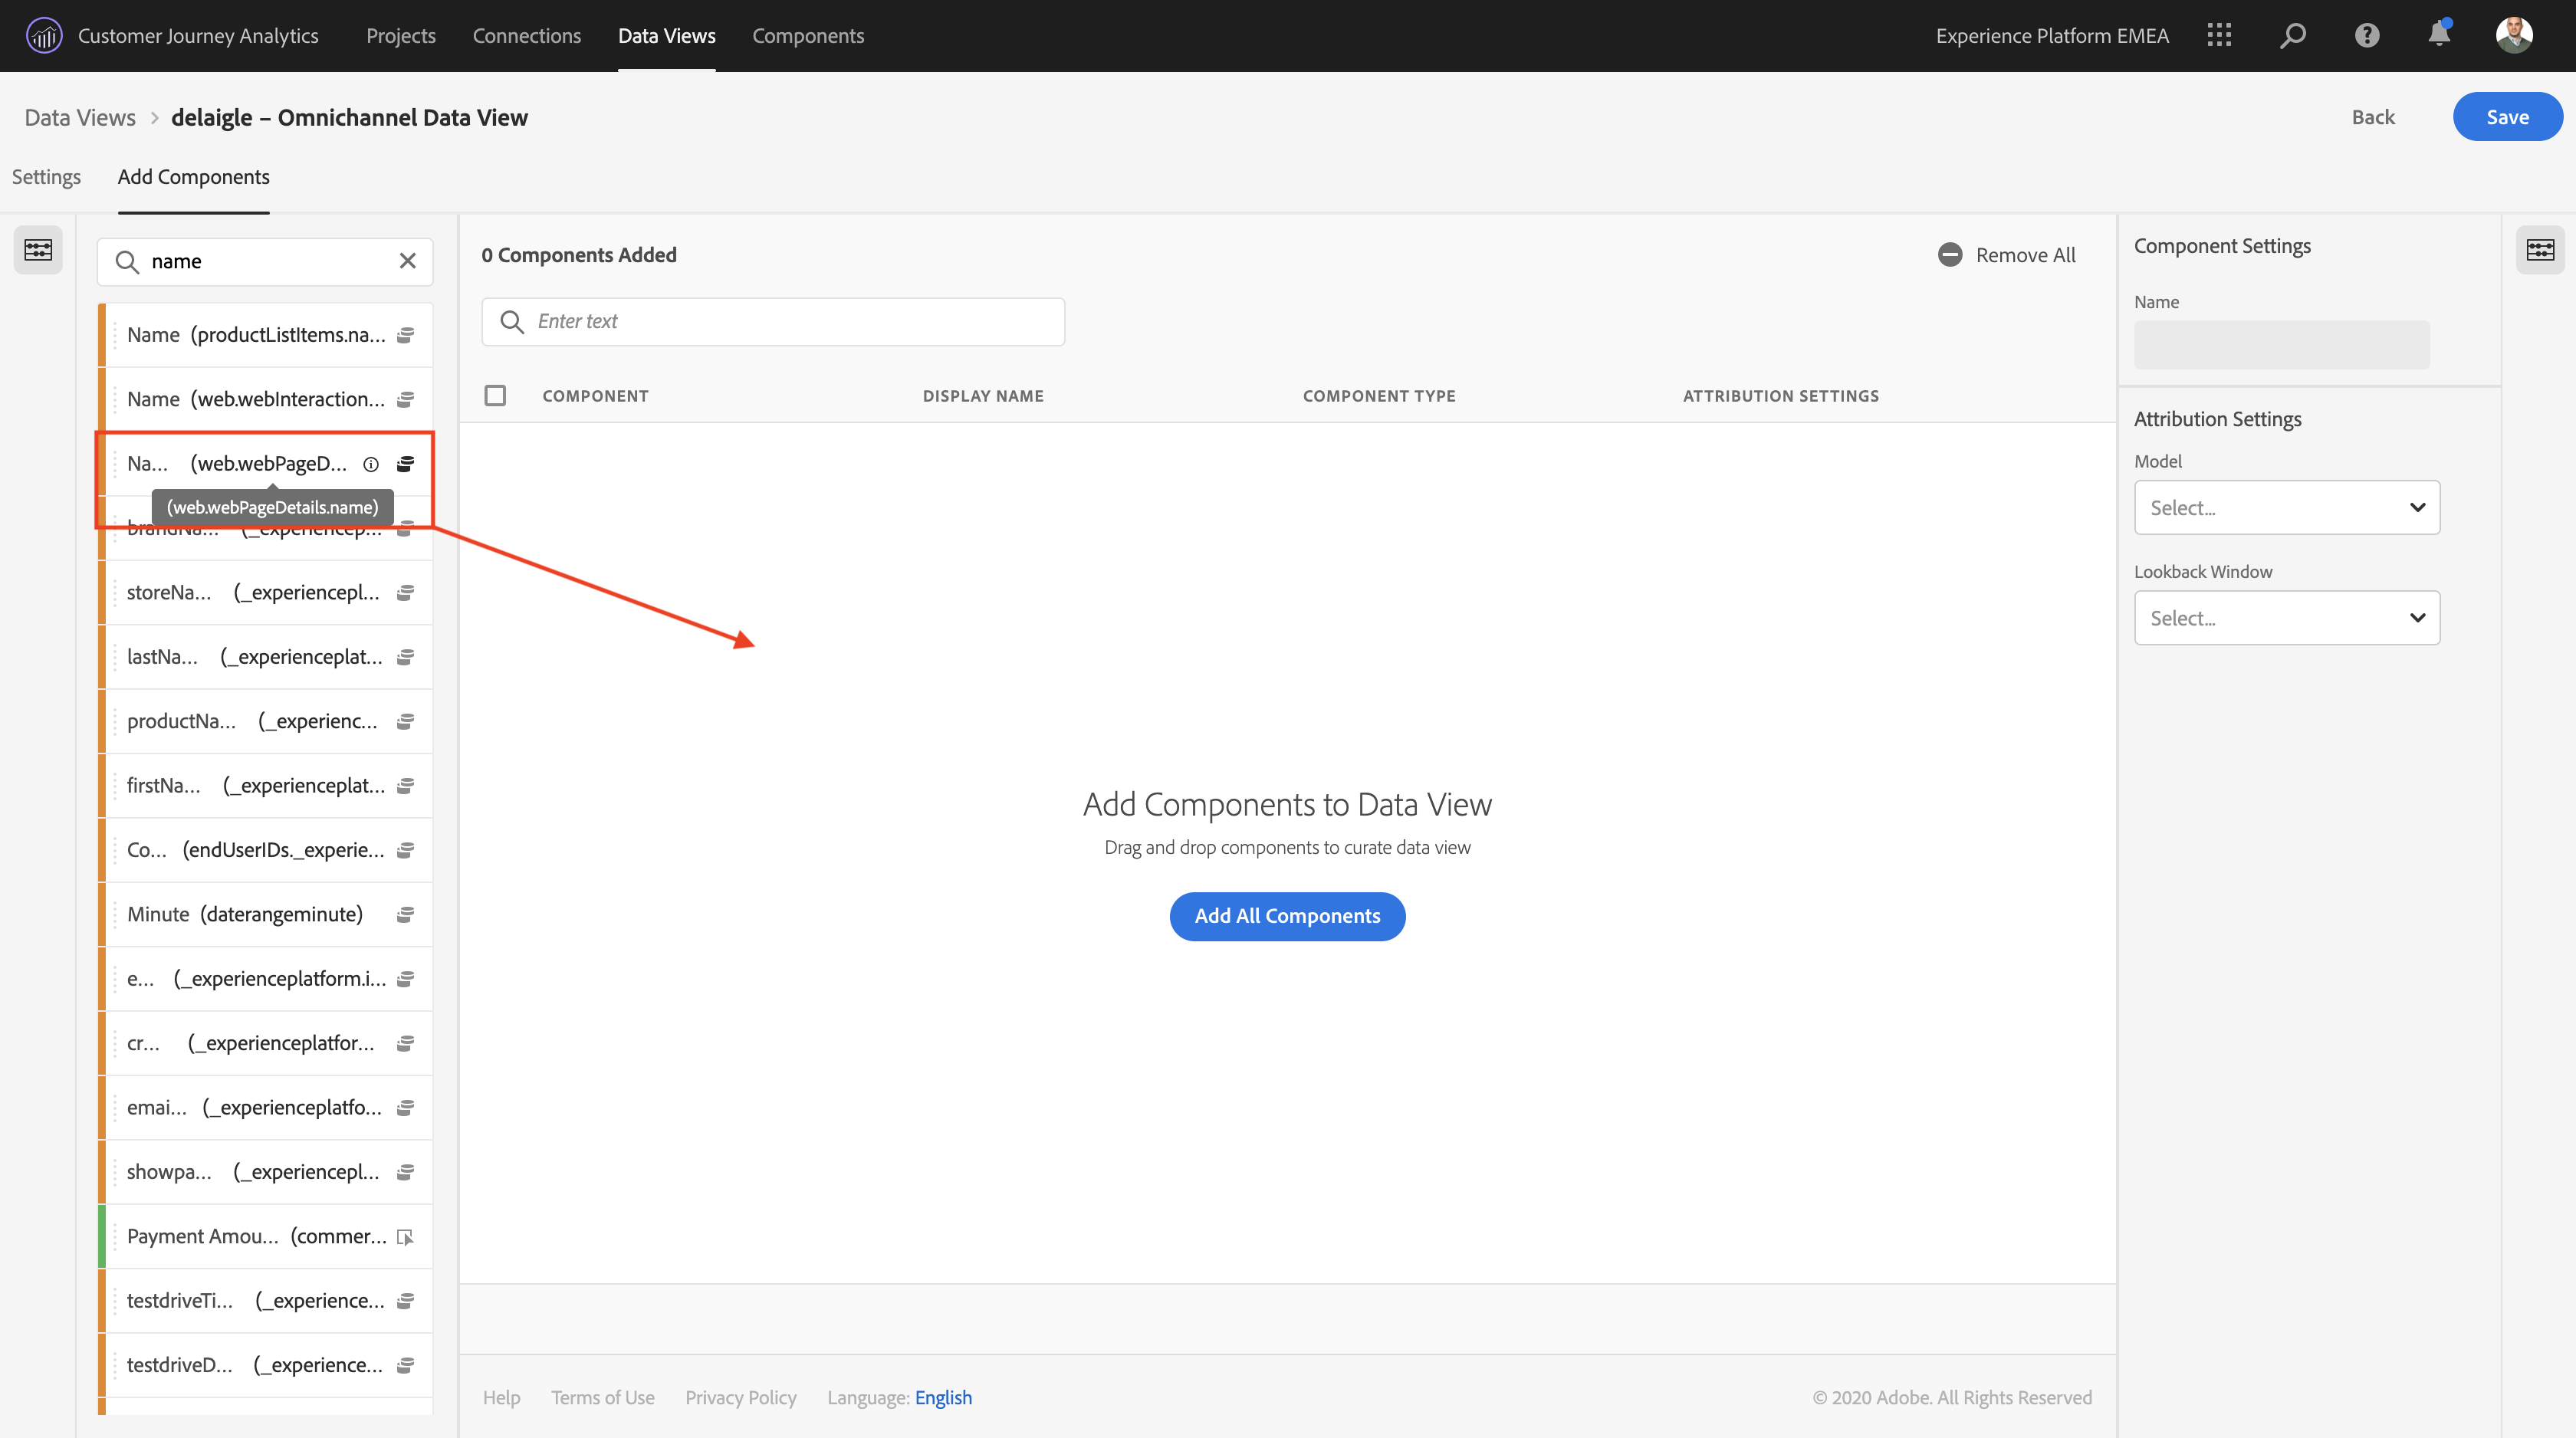 Customer Journey Analytics Projects Connections Data Views Components Experience Platform EMEA
Data Views > delaigle – Omnichannel Data View Back Save
Settings Add Components
name
Name (productListItems.na...
Name (web.webInteraction...
Na... (web.webPageD...
(web.webPageDetails.name)
brandNa... (_experiencep...
storeNa... (_experiencepl...
lastNa... (_experienceplat...
productNa... (_experienc...
firstNa... (_experienceplat...
Co... (endUserIDs._experie...
Minute (daterangeminute)
e... (_experienceplatform.i...
cr... (_experienceplatfor...
emai... (_experienceplatfo...
showpa... (_experiencepl...
Payment Amou... (commer...
testdriveTi... (_experience...
testdriveD... (_experience...
0 Components Added Remove All
Enter text
COMPONENT DISPLAY NAME COMPONENT TYPE ATTRIBUTION SETTINGS
Add Components to Data View
Drag and drop components to curate data view
Add All Components
Component Settings
Name
Attribution Settings
Model
Select...
Lookback Window
Select...
Help Terms of Use Privacy Policy Language: English © 2020 Adobe. All Rights Reserved